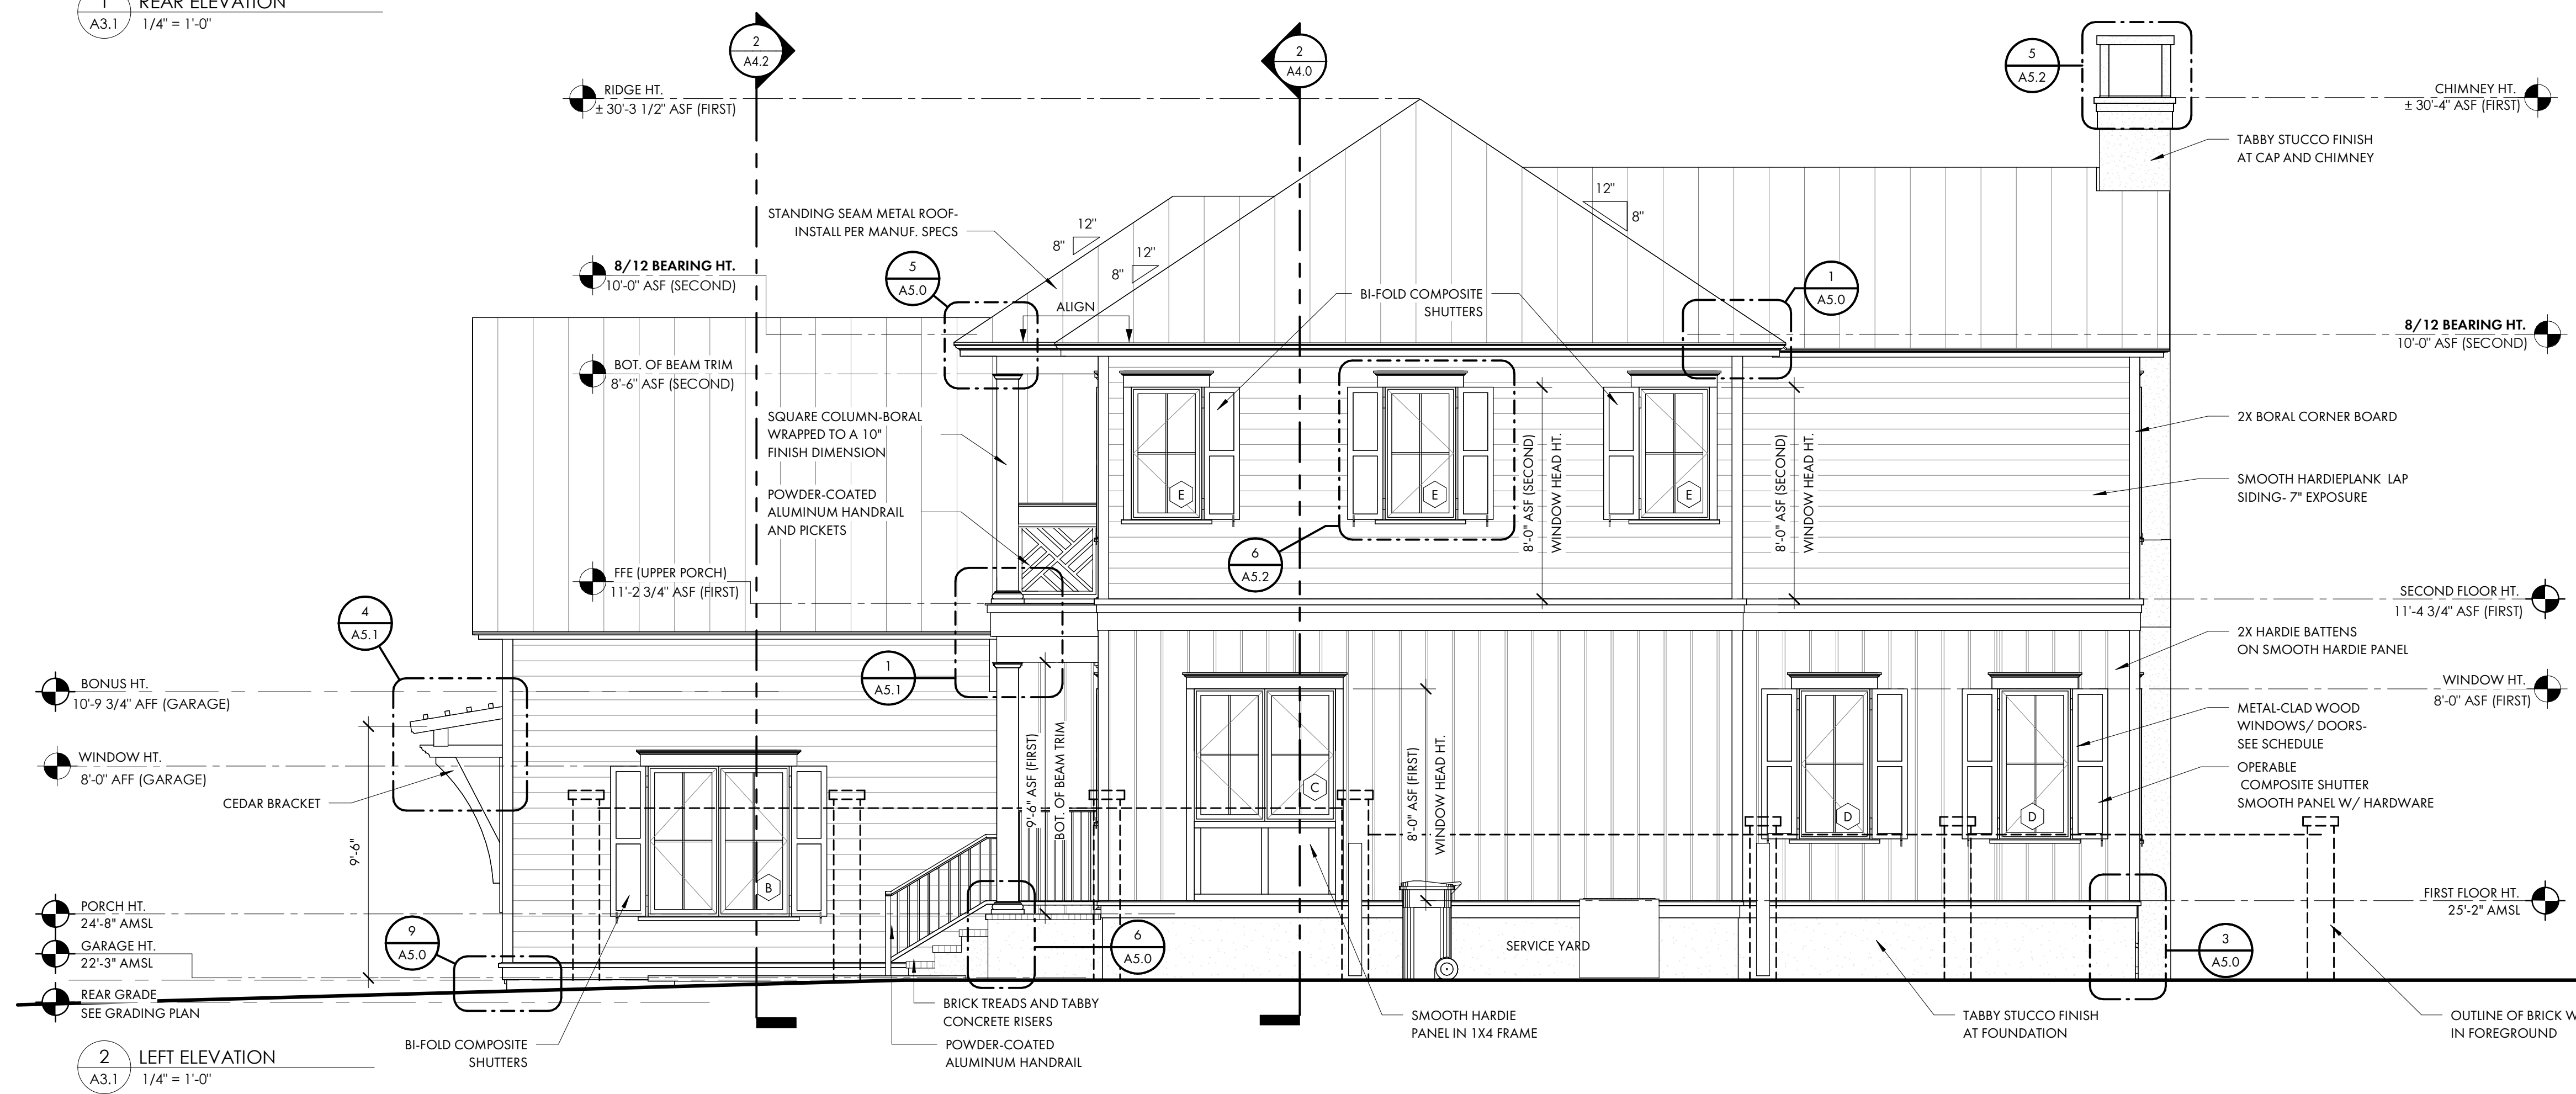 1
REAR ELEVATION
A3.1
1/4" = 1'-0"
2
A4.2
2
A4.0
5
A5.2
RIDGE HT.
± 30'-3 1/2" ASF (FIRST)
CHIMNEY HT.
± 30'-4" ASF (FIRST)
TABBY STUCCO FINISH
AT CAP AND CHIMNEY
STANDING SEAM METAL ROOF-
INSTALL PER MANUF. SPECS
12"
8"
12"
8"
12"
8"
8/12 BEARING HT.
10'-0" ASF (SECOND)
5
A5.0
ALIGN
BI-FOLD COMPOSITE
SHUTTERS
1
A5.0
8/12 BEARING HT.
10'-0" ASF (SECOND)
BOT. OF BEAM TRIM
8'-6" ASF (SECOND)
SQUARE COLUMN-BORAL
WRAPPED TO A 10"
FINISH DIMENSION
2X BORAL CORNER BOARD
POWDER-COATED
ALUMINUM HANDRAIL
AND PICKETS
E
E
E
8'-0" ASF (SECOND)
WINDOW HEAD HT.
8'-0" ASF (SECOND)
WINDOW HEAD HT.
SMOOTH HARDIEPLANK LAP
SIDING- 7" EXPOSURE
6
A5.2
FFE (UPPER PORCH)
11'-2 3/4" ASF (FIRST)
SECOND FLOOR HT.
11'-4 3/4" ASF (FIRST)
4
A5.1
2X HARDIE BATTENS
ON SMOOTH HARDIE PANEL
1
A5.1
BONUS HT.
10'-9 3/4" AFF (GARAGE)
WINDOW HT.
8'-0" ASF (FIRST)
METAL-CLAD WOOD
WINDOWS/ DOORS-
SEE SCHEDULE
WINDOW HT.
8'-0" AFF (GARAGE)
OPERABLE
COMPOSITE SHUTTER
SMOOTH PANEL W/ HARDWARE
CEDAR BRACKET
9'-6"
9'-6" ASF (FIRST)
BOT. OF BEAM TRIM
C
8'-0" ASF (FIRST)
WINDOW HEAD HT.
D
D
B
PORCH HT.
24'-8" AMSL
FIRST FLOOR HT.
25'-2" AMSL
GARAGE HT.
22'-3" AMSL
9
A5.0
6
A5.0
SERVICE YARD
3
A5.0
REAR GRADE
SEE GRADING PLAN
BRICK TREADS AND TABBY
CONCRETE RISERS
SMOOTH HARDIE
PANEL IN 1X4 FRAME
TABBY STUCCO FINISH
AT FOUNDATION
OUTLINE OF BRICK W
IN FOREGROUND
BI-FOLD COMPOSITE
SHUTTERS
POWDER-COATED
ALUMINUM HANDRAIL
2
LEFT ELEVATION
A3.1
1/4" = 1'-0"